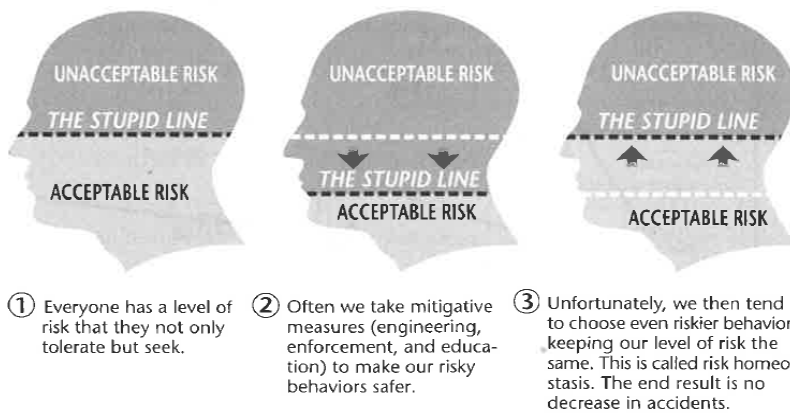 UNACCEPTABLE RISK
THE STUPID LINE
ACCEPTABLE RISK
① Everyone has a level of
risk that they not only
tolerate but seek.
UNACCEPTABLE RISK
THE STUPID LINE
ACCEPTABLE RISK
② Often we take mitigative
measures (engineering,
enforcement, and educa-
tion) to make our risky
behaviors safer.
UNACCEPTABLE RISK
THE STUPID LINE
ACCEPTABLE RISK
③ Unfortunately, we then tend
to choose even riskier behavior
keeping our level of risk the
same. This is called risk homeo
stasis. The end result is no
decrease in accidents.